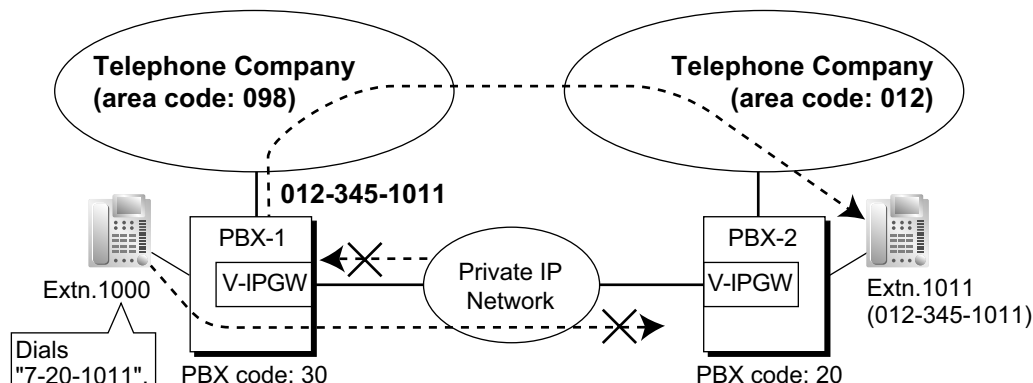 Telephone Company
(area code: 098)
Telephone Company
(area code: 012)
012-345-1011
PBX-1
V-IPGW
Private IP
Network
PBX-2
V-IPGW
Extn.1000
Extn.1011
(012-345-1011)
Dials
"7-20-1011".
PBX code: 30
PBX code: 20